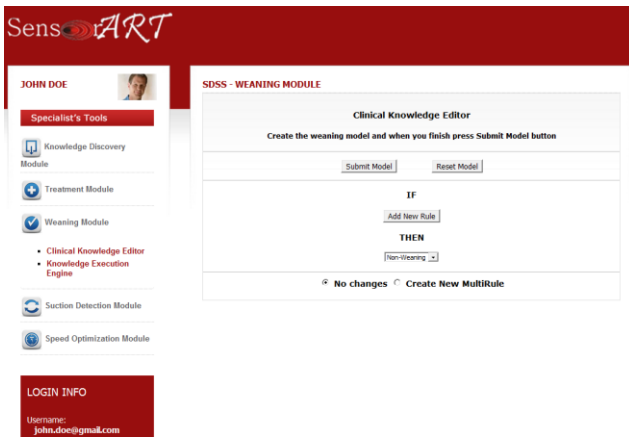 SensorART
JOHN DOE
Specialist's Tools
Knowledge Discovery
Module
Treatment Module
Weaning Module
Clinical Knowledge Editor
Knowledge Execution
Engine
Suction Detection Module
Speed Optimization Module
LOGIN INFO
Username:
john.doe@gmail.com
SDSS - WEANING MODULE
Clinical Knowledge Editor
Create the weaning model and when you finish press Submit Model button
Submit Model Reset Model
IF
Add New Rule
THEN
Non-Weaning
No changes Create New MultiRule